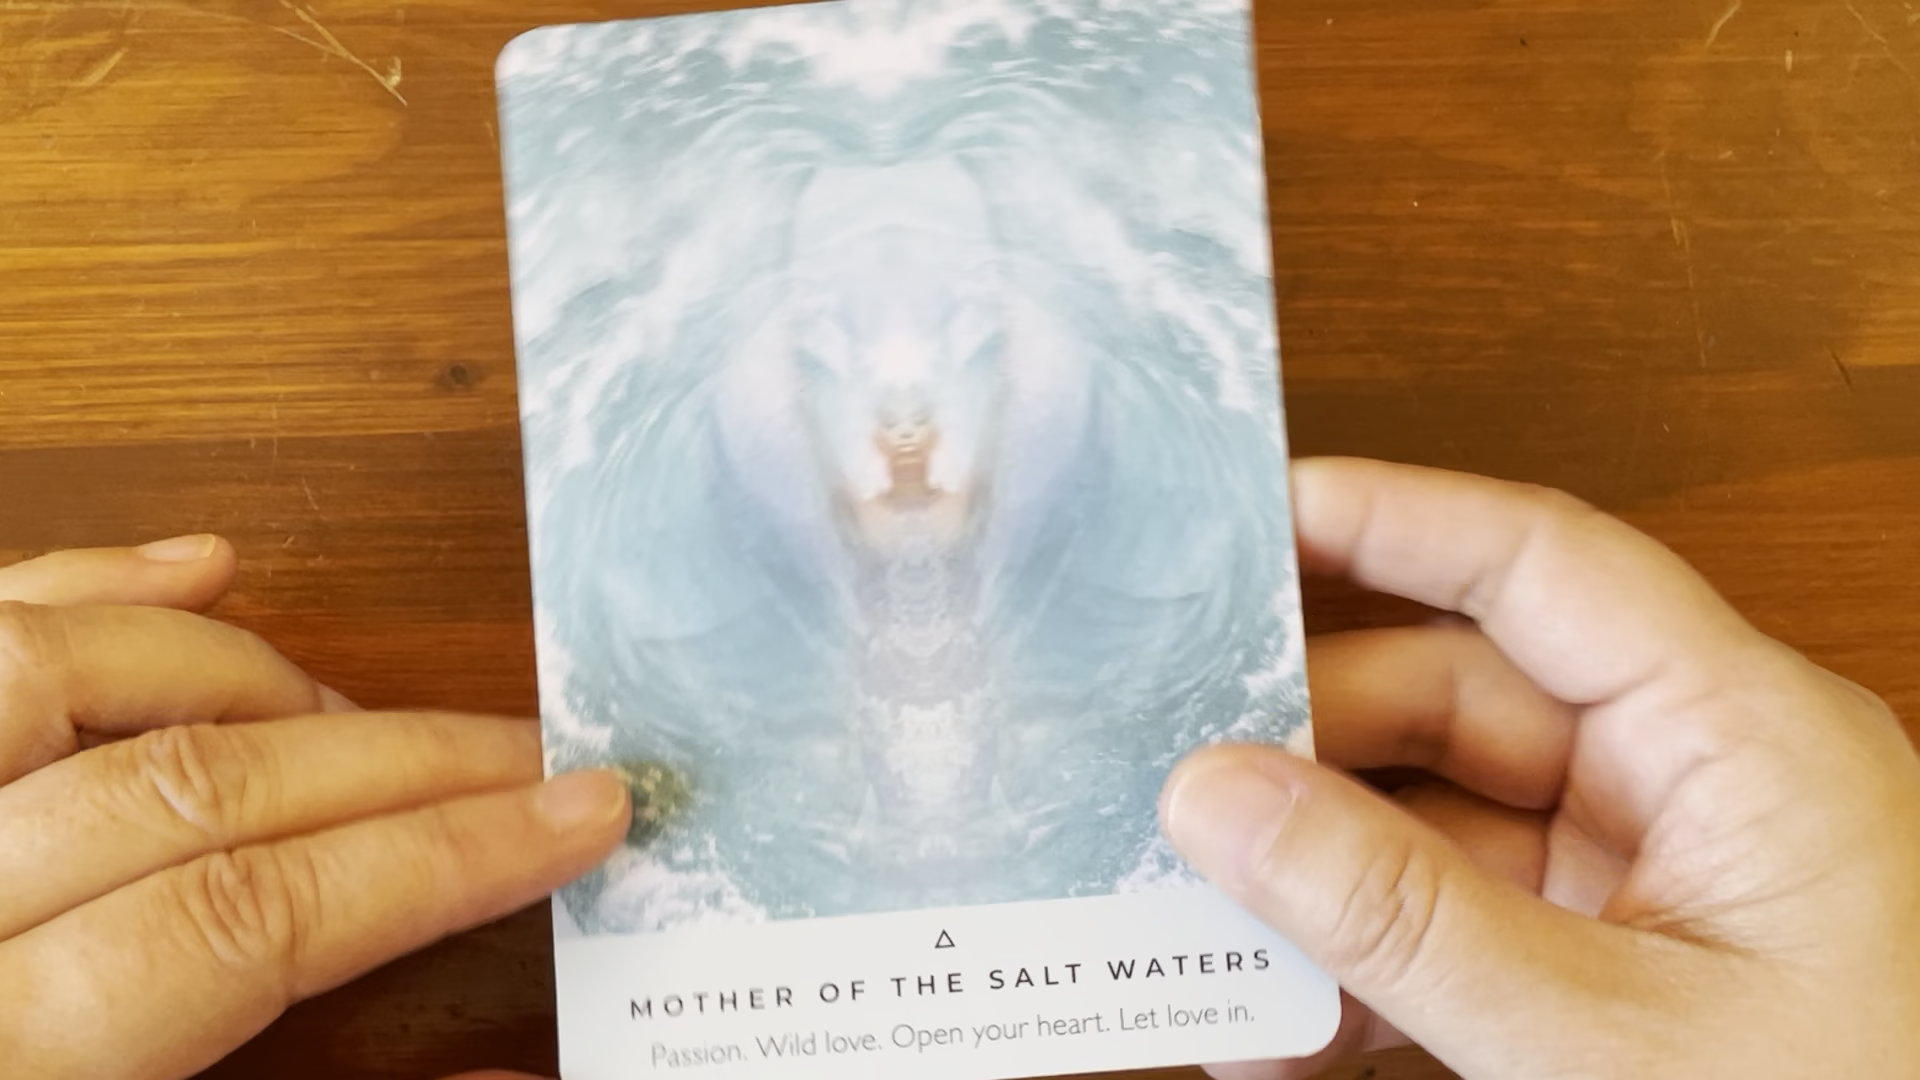 MOTHER OF THE SALT WATERS
Passion. Wild love. Open your heart. Let love in.